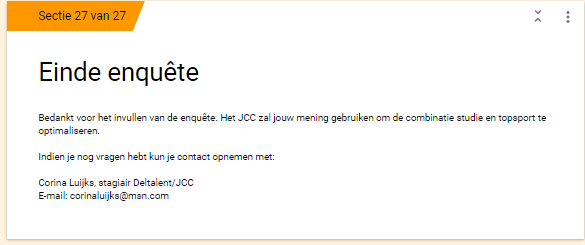 Sectie 27 van 27
Einde enquête
Bedankt voor het invullen van de enquête. Het JCC zal jouw mening gebruiken om de combinatie studie en topsport te
optimaliseren.
Indien je nog vragen hebt kun je contact opnemen met:
Corina Luijks, stagiair Deltalent/JCC
E-mail: corinaluijks@msn.com